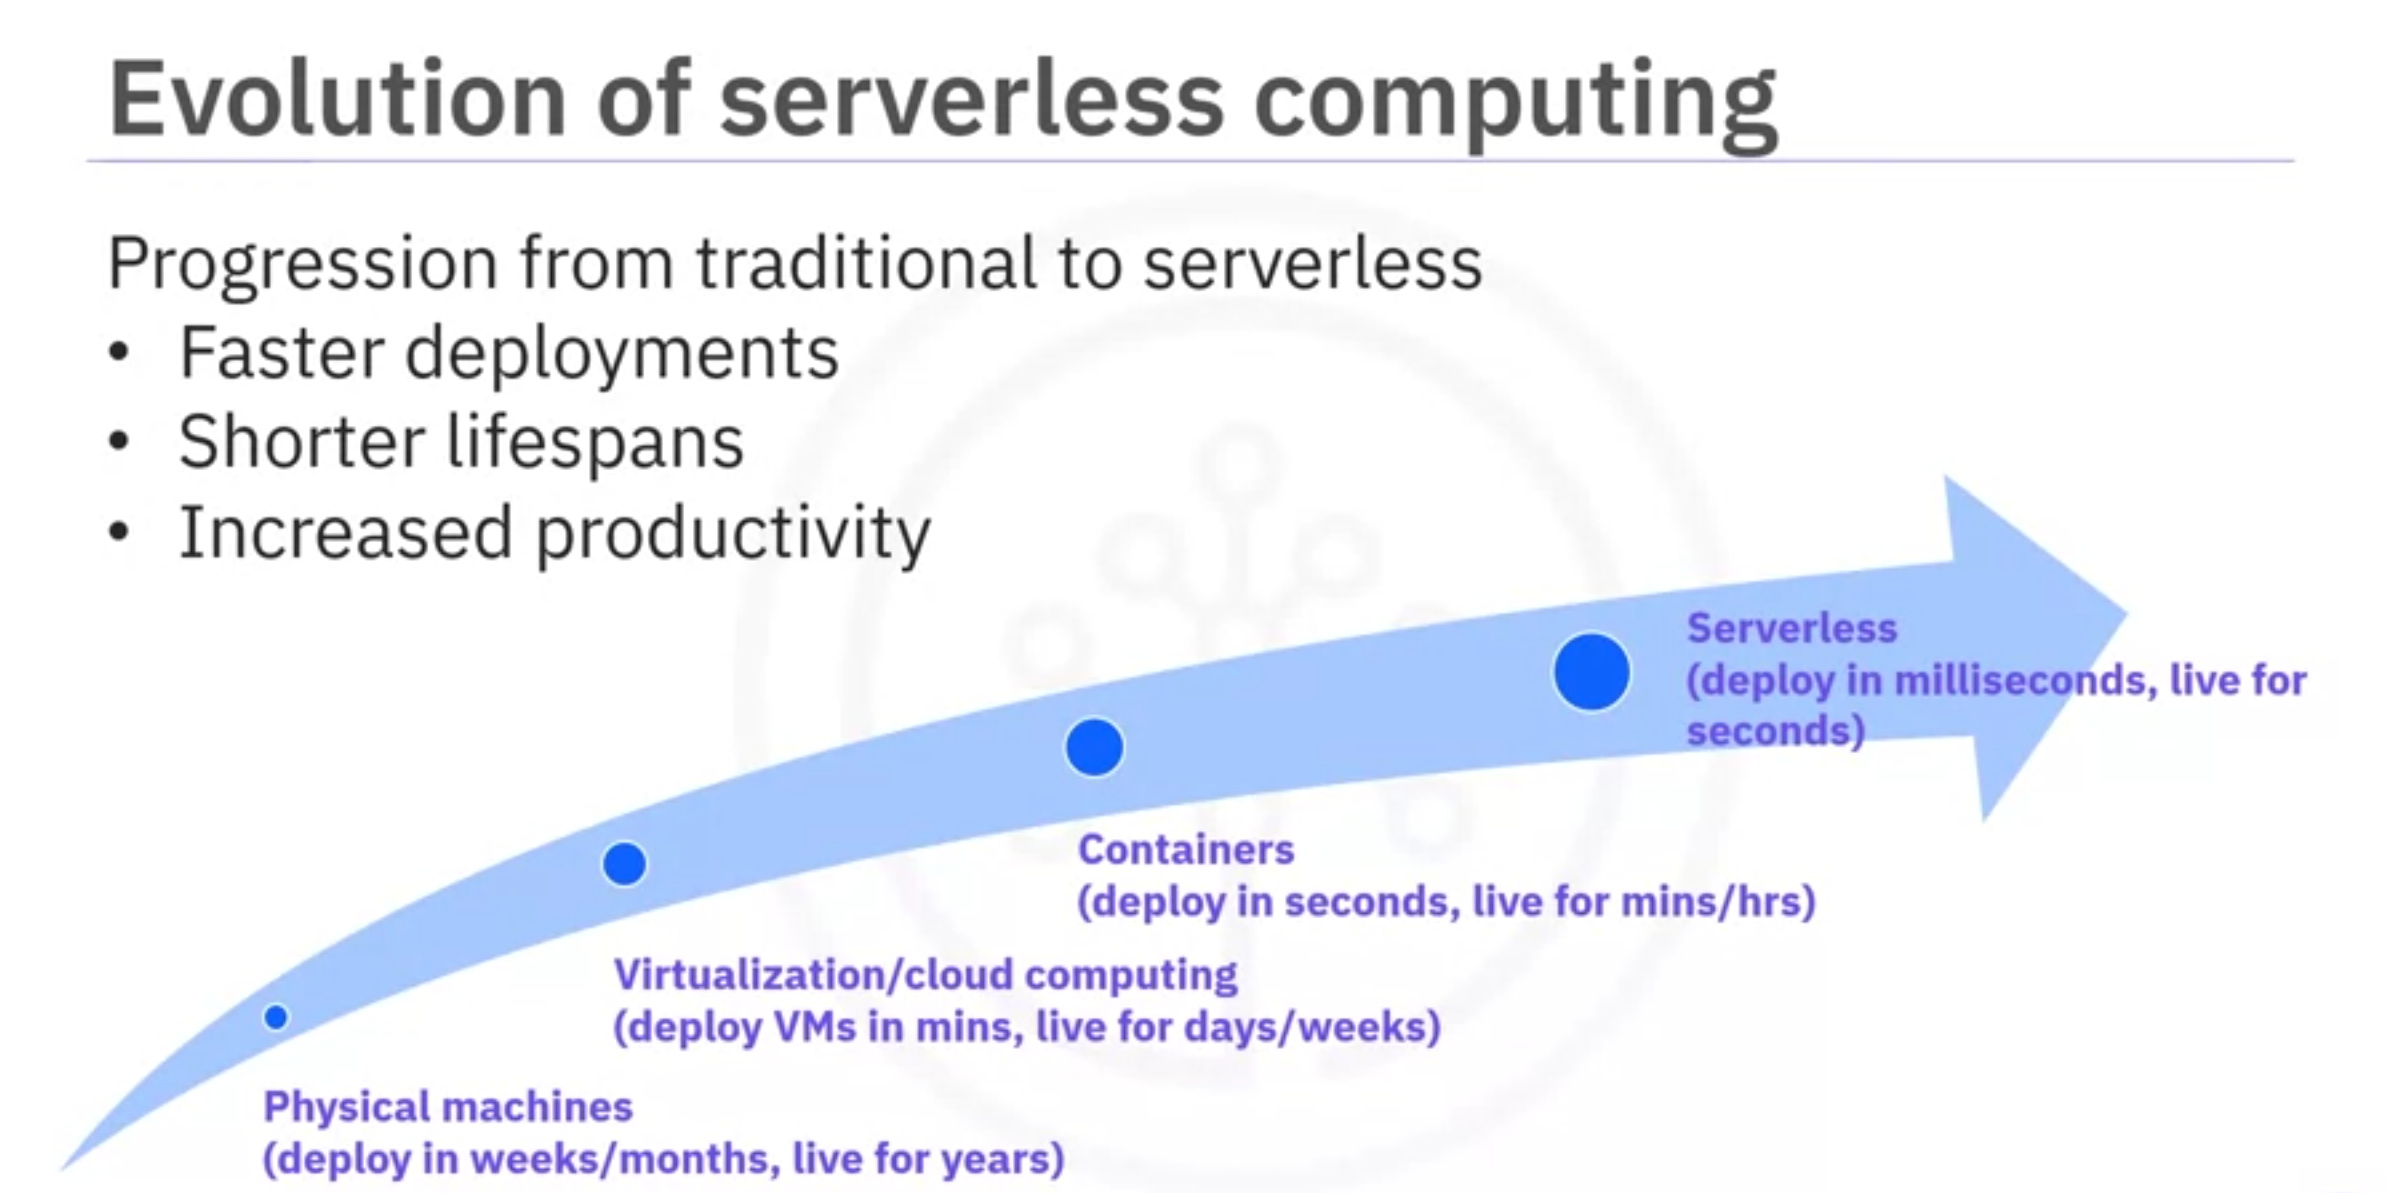 Evolution of serverless computing
Progression from traditional to serverless
• Faster deployments
• Shorter lifespans
• Increased productivity
Serverless
(deploy in milliseconds, live for
seconds)
Containers
(deploy in seconds, live for mins/hrs)
Virtualization/cloud computing
(deploy VMs in mins, live for days/weeks)
Physical machines
(deploy in weeks/months, live for years)